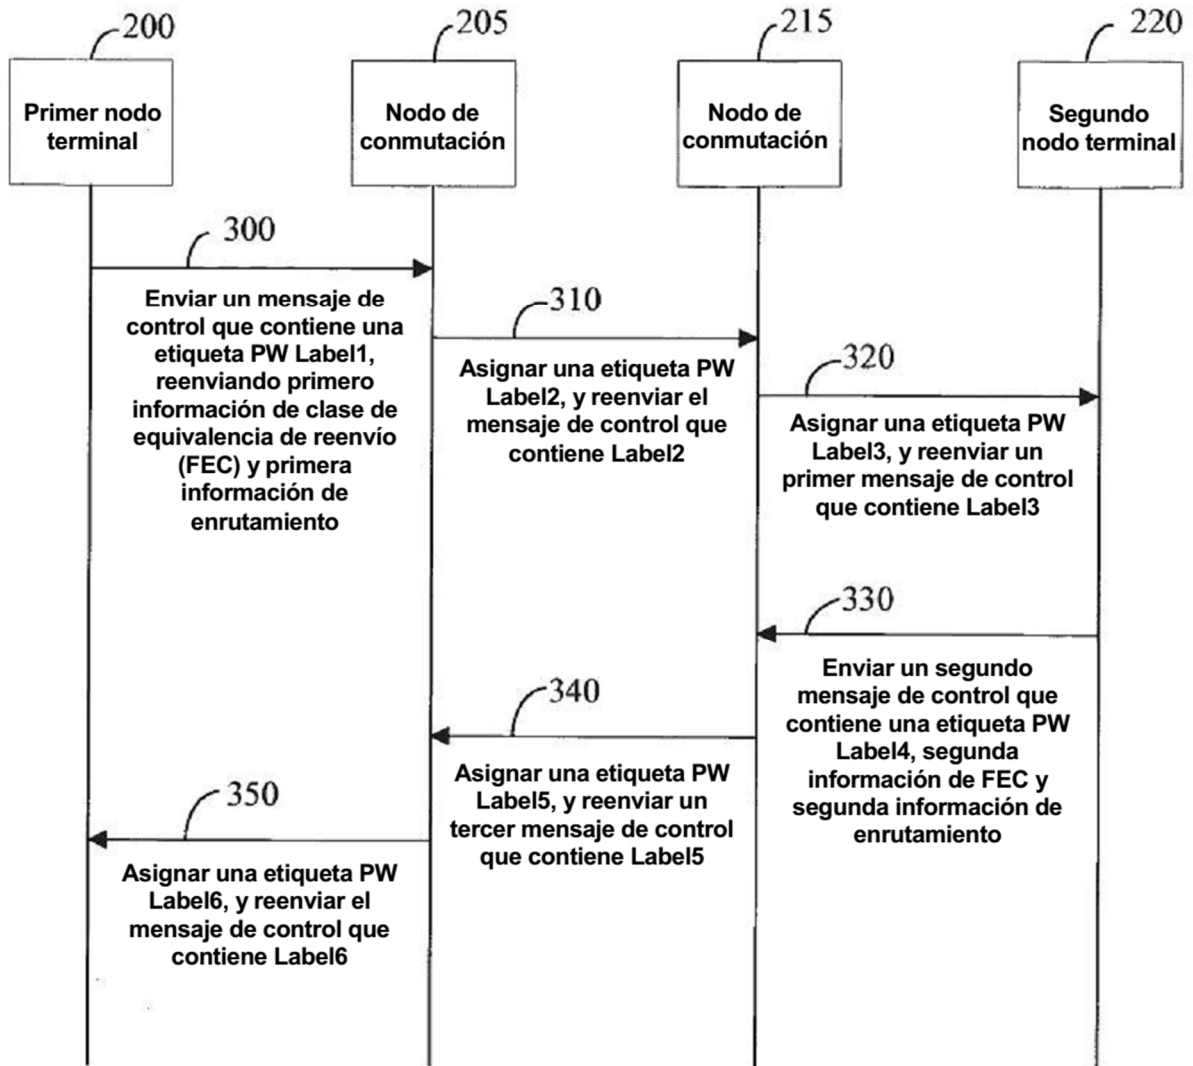 200
205
215
220
Primer nodo
terminal
Nodo de
conmutación
Nodo de
conmutación
Segundo
nodo terminal
300
Enviar un mensaje de
control que contiene una
etiqueta PW Label1,
reenviando primero
información de clase de
equivalencia de reenvío
(FEC) y primera
información de
enrutamiento
310
Asignar una etiqueta PW
Label2, y reenviar el
mensaje de control que
contiene Label2
320
Asignar una etiqueta PW
Label3, y reenviar un
primer mensaje de control
que contiene Label3
330
Enviar un segundo
mensaje de control que
contiene una etiqueta PW
Label4, segunda
información de FEC y
segunda información de
enrutamiento
340
Asignar una etiqueta PW
Label5, y reenviar un
tercer mensaje de control
que contiene Label5
350
Asignar una etiqueta PW
Label6, y reenviar el
mensaje de control que
contiene Label6